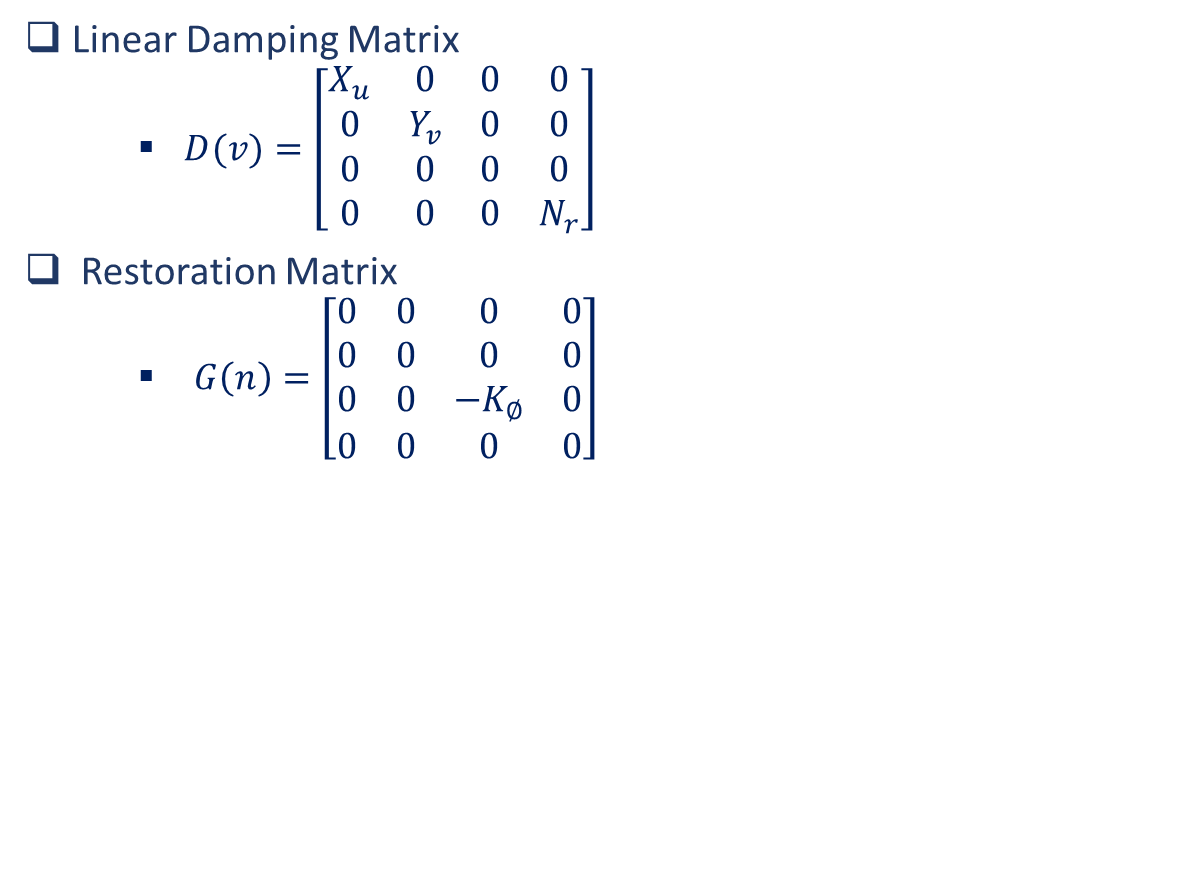 ❑ Linear Damping Matrix
▪ D(v) = [X_u 0 0 0
0 Y_v 0 0
0 0 0 0
0 0 0 N_r]
❑ Restoration Matrix
▪ G(n) = [0 0 0 0
0 0 0 0
0 0 −K_∅ 0
0 0 0 0]